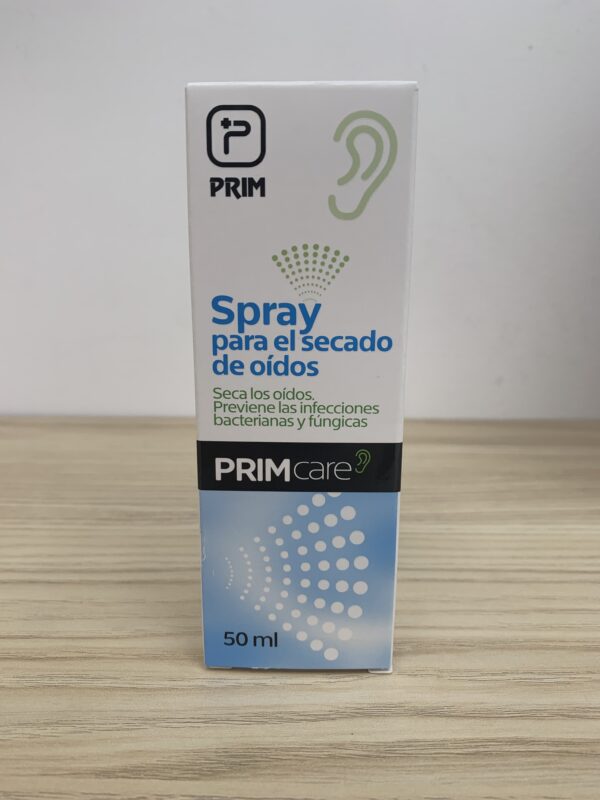 PRIM
Spray
para el secado
de oídos
Seca los oídos.
Previene las infecciones
bacterianas y fúngicas
PRIMcare
50 ml